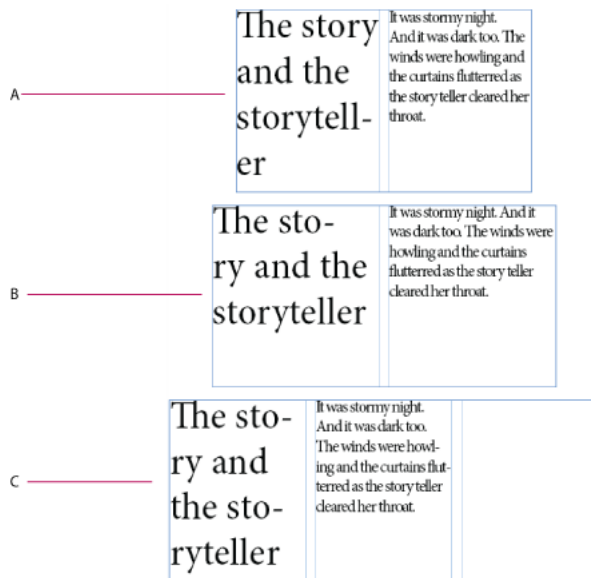 A
The story
and the
storytell-
er
It was stormy night.
And it was dark too. The
winds were howling and
the curtains flutterred as
the story teller cleared her
throat.
B
The sto-
ry and the
storyteller
It was stormy night. And it
was dark too. The winds were
howling and the curtains
flutterred as the story teller
cleared her throat.
C
The sto-
ry and
the sto-
ryteller
It was stormy night.
And it was dark too.
The winds were howl-
ing and the curtains flut-
terred as the story teller
cleared her throat.